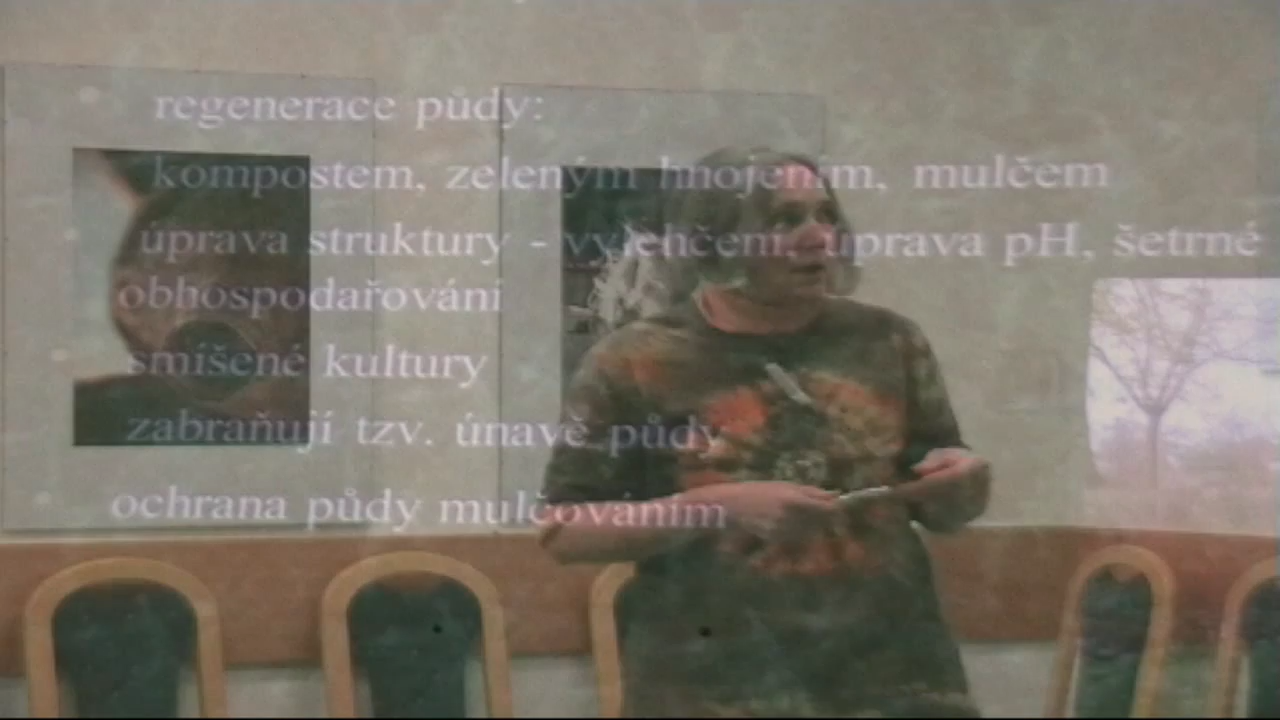 regenerace půdy:
kompostem, zeleným hnojením, mulčem
úprava struktury - vylehčení, úprava pH, šetrné
obhospodařování
smíšené kultury
zabraňují tzv. únavě půdy
ochrana půdy mulčováním